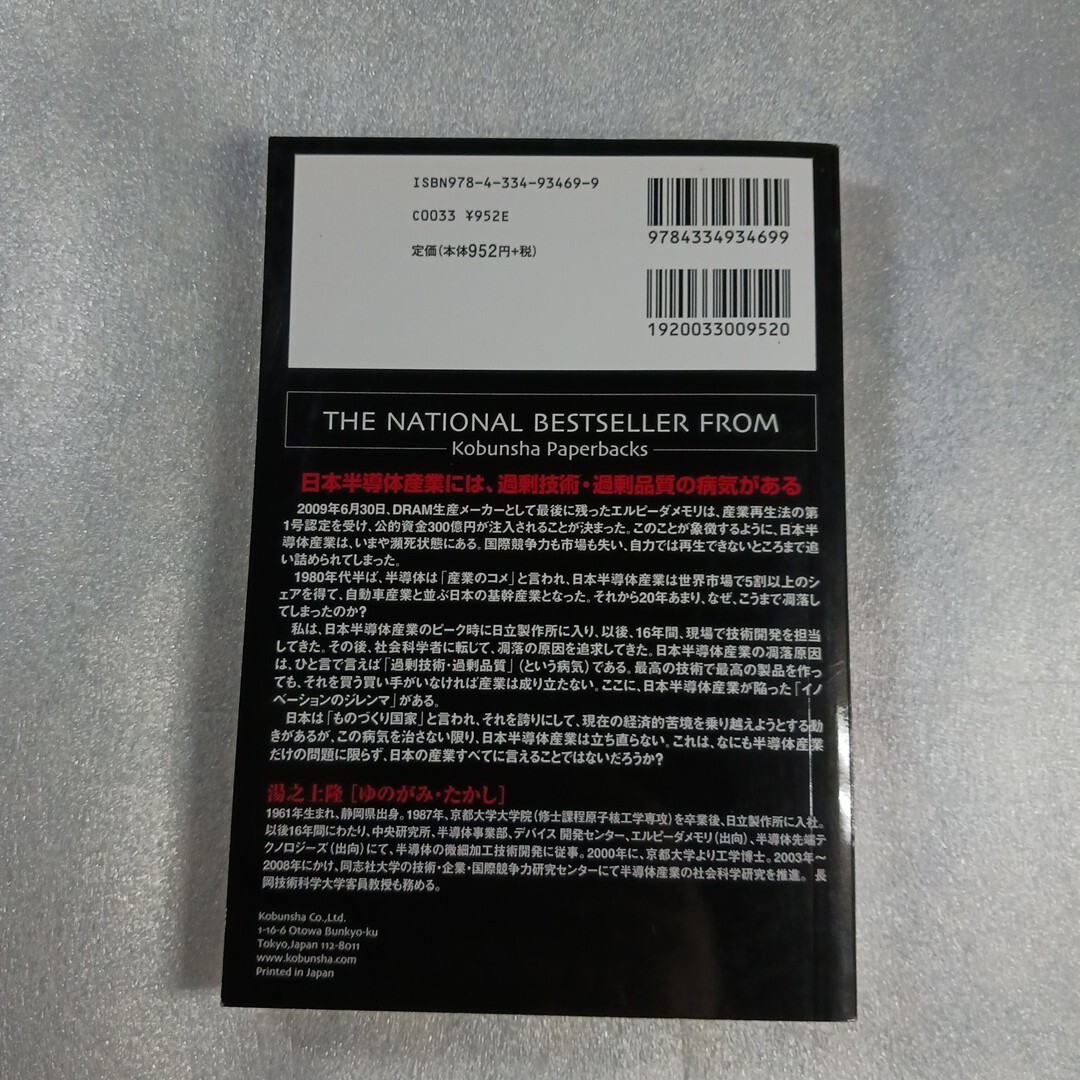 ISBN978-4-334-93469-9
C0033 ¥952E
定価(本体952円+税)
9784334934699
1920033009520
THE NATIONAL BESTSELLER FROM
Kobunsha Paperbacks
日本半導体産業には、過剰技術・過剰品質の病気がある
2009年6月30日、DRAM生産メーカーとして最後に残ったエルピーダメモリは、産業再生法の第
1号認定を受け、公的資金300億円が注入されることが決まった。このことが象徴するように、日本半
導体産業は、いまや瀕死状態にある。国際競争力も市場も失い、自力では再生できないところまで追
い詰められてしまった。
1980年代半ば、半導体は「産業のコメ」と言われ、日本半導体産業は世界市場で5割以上のシ
ェアを得て、自動車産業と並ぶ日本の基幹産業となった。それから20年あまり、なぜ、こうまで凋落し
てしまったのか?
私は、日本半導体産業のピーク時に日立製作所に入り、以後、16年間、現場で技術開発を担当
してきた。その後、社会科学者に転じて、凋落の原因を追求してきた。日本半導体産業の凋落原因
は、ひと言で言えば「過剰技術・過剰品質」(という病気)である。最高の技術で最高の製品を作っ
ても、それを買う買い手がいなければ産業は成り立たない。ここに、日本半導体産業が陥った「イノ
ベーションのジレンマ」がある。
日本は「ものづくり国家」と言われ、それを誇りにして、現在の経済的苦境を乗り越えようとする動
きがあるが、この病気を治さない限り、日本半導体産業は立ち直らない。これは、なにも半導体産業
だけの問題に限らず、日本の産業すべてに言えることではないだろうか?
湯之上隆[ゆのがみ・たかし]
1961年生まれ、静岡県出身。1987年、京都大学大学院(修士課程原子核工学専攻)を卒業後、日立製作所に入社。
以後16年間にわたり、中央研究所、半導体事業部、デバイス開発センター、エルピーダメモリ(出向)、半導体先端テ
クノロジーズ(出向)にて、半導体の微細加工技術開発に従事。2000年に、京都大学より工学博士。2003年〜
2008年にかけ、同志社大学の技術・企業・国際競争力研究センターにて半導体産業の社会科学研究を推進。長
岡技術科学大学客員教授も務める。
Kobunsha Co.,Ltd.
1-16-6 Otowa Bunkyo-ku
Tokyo,Japan 112-8011
www.kobunsha.com
Printed in Japan